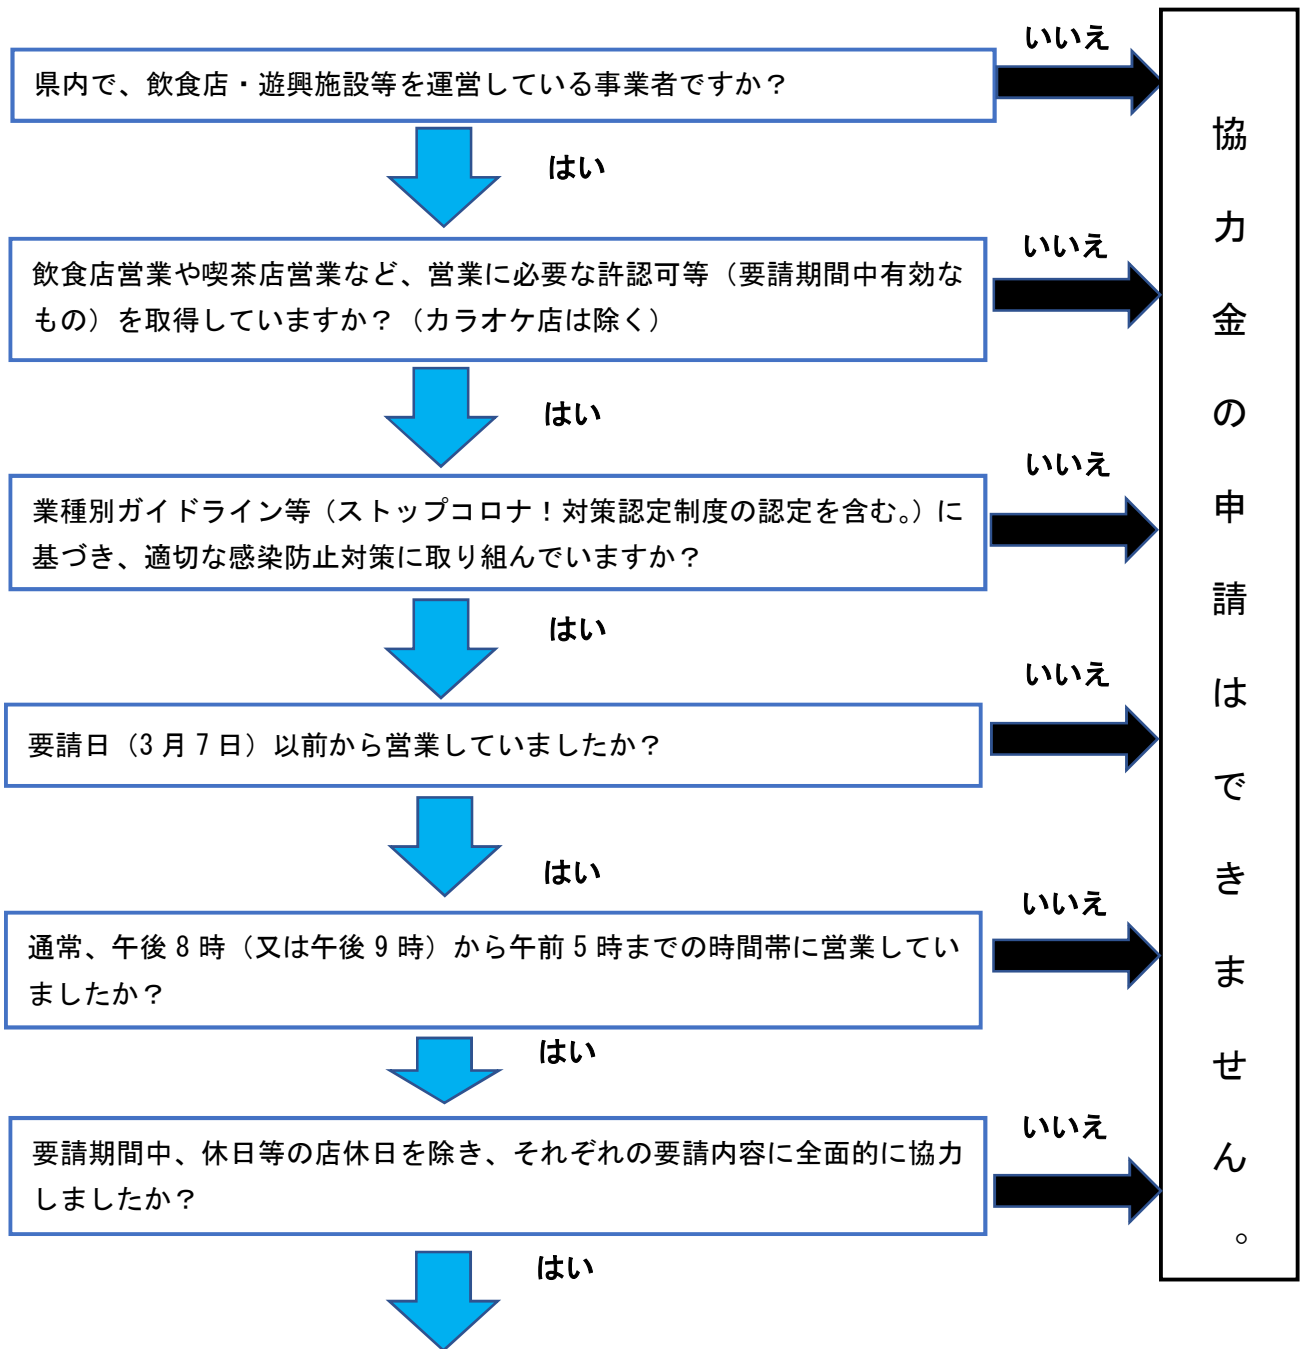 いいえ
県内で、飲食店・遊興施設等を運営している事業者ですか？
はい
いいえ
飲食店営業や喫茶店営業など、営業に必要な許認可等（要請期間中有効な
もの）を取得していますか？（カラオケ店は除く）
はい
いいえ
業種別ガイドライン等（ストップコロナ！対策認定制度の認定を含む。）に
基づき、適切な感染防止対策に取り組んでいますか？
はい
いいえ
要請日（3月7日）以前から営業していましたか？
はい
いいえ
通常、午後8時（又は午後9時）から午前5時までの時間帯に営業してい
ましたか？
はい
いいえ
要請期間中、休日等の店休日を除き、それぞれの要請内容に全面的に協力
しましたか？
はい
協力金の申請はできません。